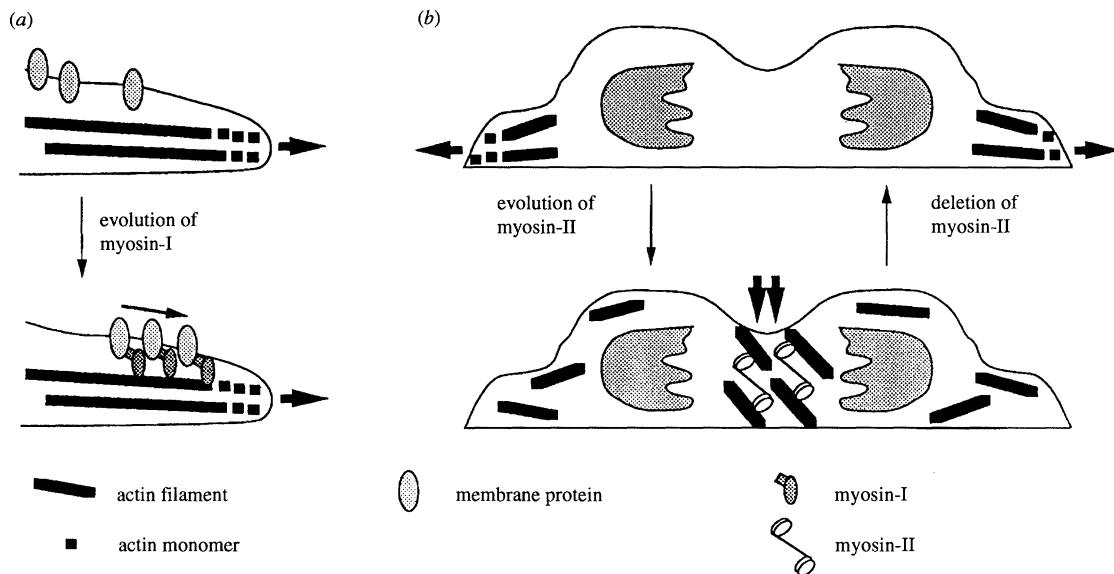 (a)
(b)
evolution of
myosin-I
evolution of
myosin-II
deletion of
myosin-II
actin filament
membrane protein
myosin-I
actin monomer
myosin-II